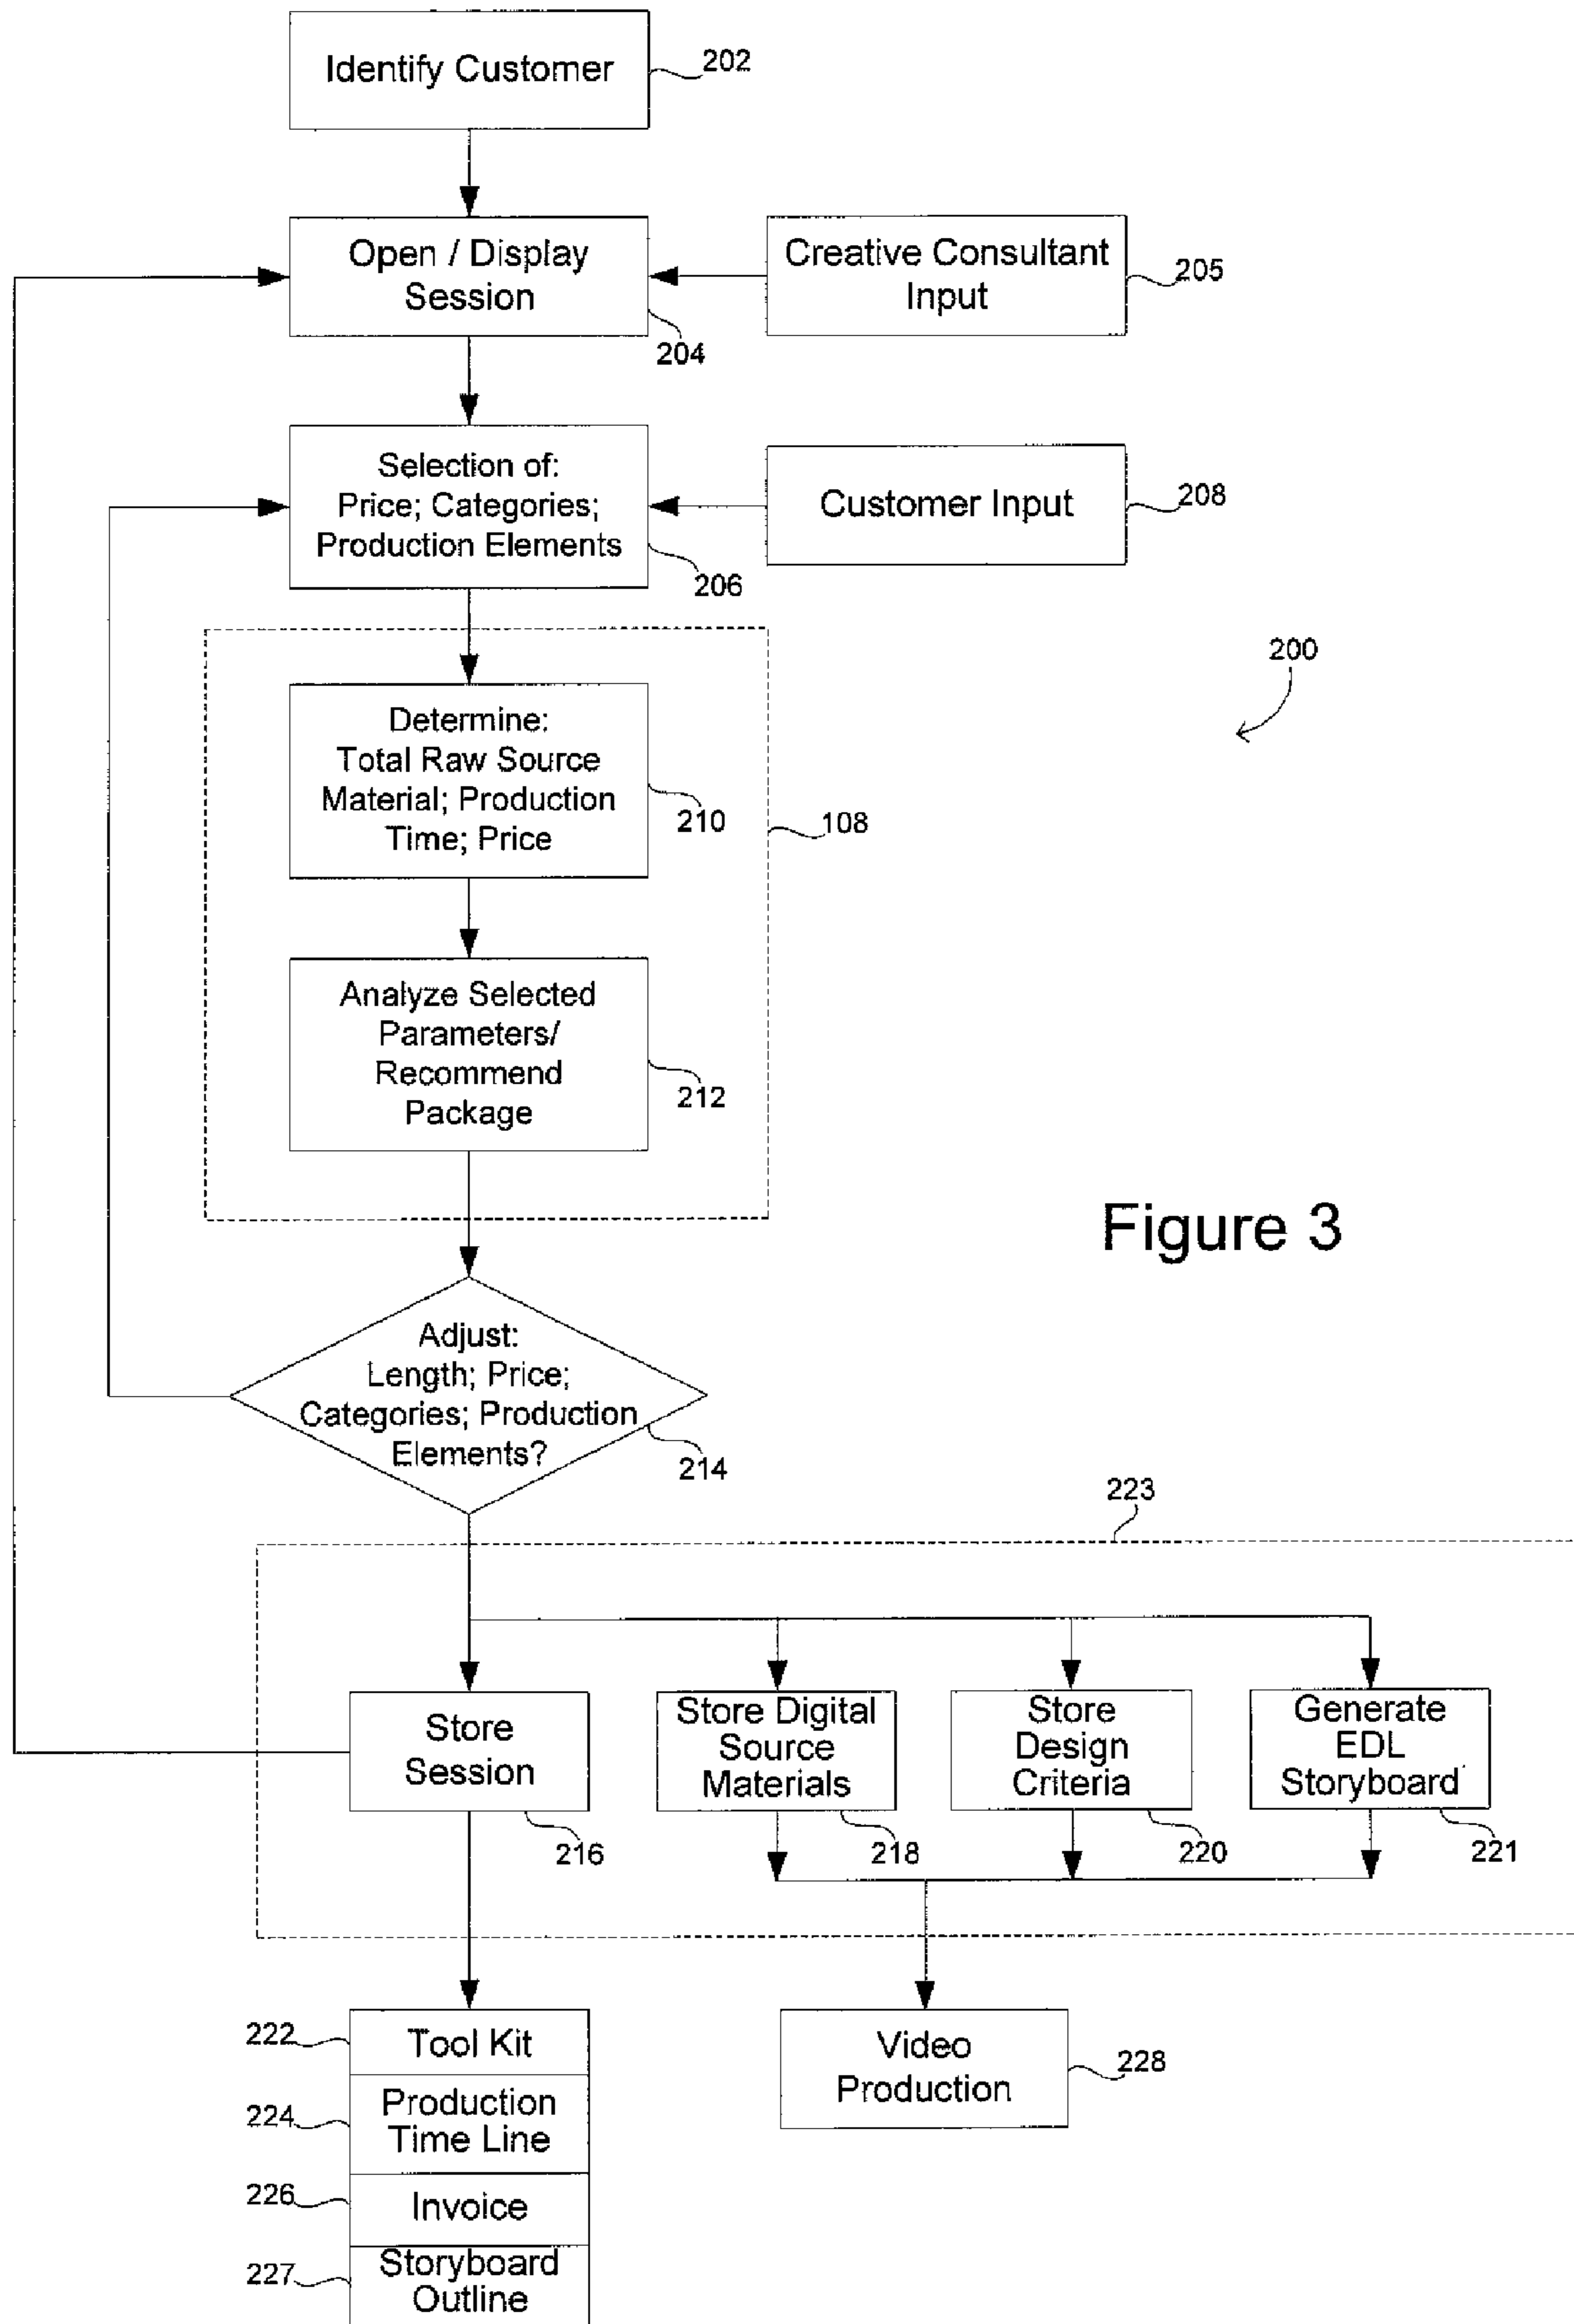 Identify Customer
202
Open / Display
Session
204
Creative Consultant
Input
205
Selection of:
Price; Categories;
Production Elements
206
Customer Input
208
200
Determine:
Total Raw Source
Material; Production
Time; Price
210
108
Analyze Selected
Parameters/
Recommend
Package
212
Figure 3
Adjust:
Length; Price;
Categories; Production
Elements?
214
223
Store
Session
216
Store Digital
Source
Materials
218
Store
Design
Criteria
220
Generate
EDL
Storyboard
221
222
Tool Kit
224
Production
Time Line
226
Invoice
227
Storyboard
Outline
Video
Production
228